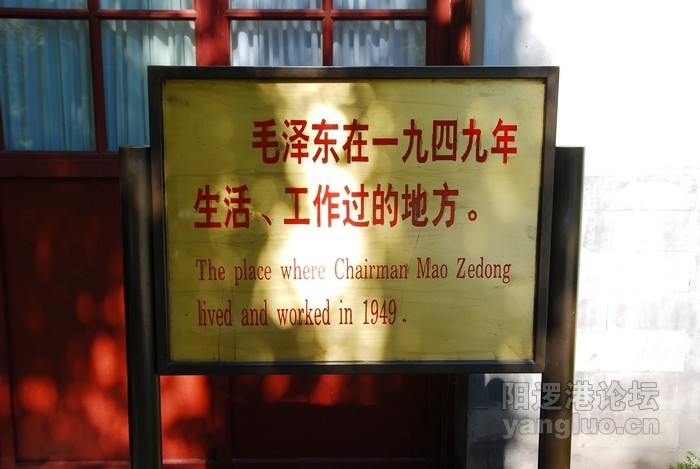 毛泽东在一九四九年
生活、工作过的地方。
The place where Chairman Mao Zedong
lived and worked in 1949.
阳逻港论坛
yangluo.cn